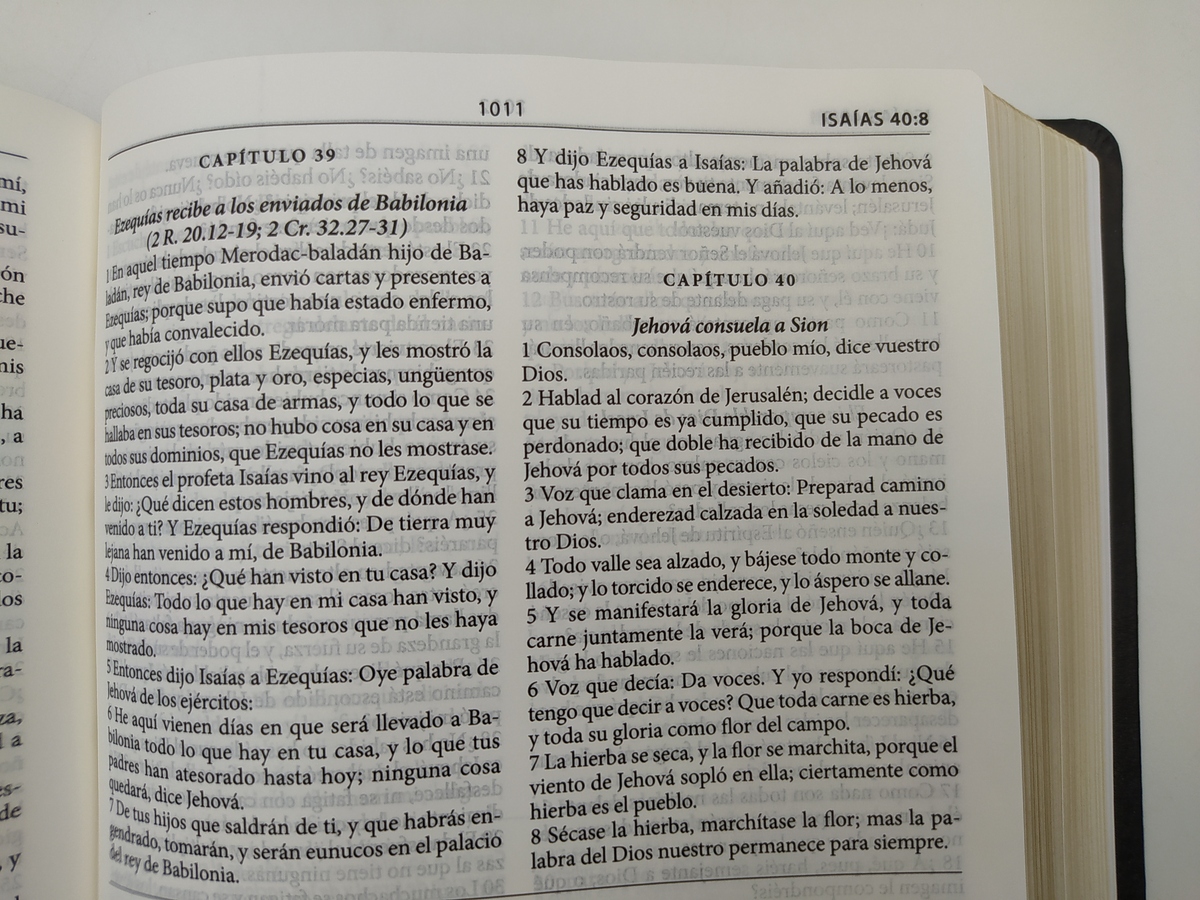 1011
ISAÍAS 40:8
CAPÍTULO 39
Ezequías recibe a los enviados de Babilonia
(2 R. 20.12-19; 2 Cr. 32.27-31)
1 En aquel tiempo Merodac-baladán hijo de Ba-
ladán, rey de Babilonia, envió cartas y presentes a
Ezequías; porque supo que había estado enfermo,
y que había convalecido.
2 Y se regocijó con ellos Ezequías, y les mostró la
casa de su tesoro, plata y oro, especias, ungüentos
preciosos, toda su casa de armas, y todo lo que se
hallaba en sus tesoros; no hubo cosa en su casa y en
todos sus dominios, que Ezequías no les mostrase.
3 Entonces el profeta Isaías vino al rey Ezequías, y
le dijo: ¿Qué dicen estos hombres, y de dónde han
venido a ti? Y Ezequías respondió: De tierra muy
lejana han venido a mí, de Babilonia.
4 Dijo entonces: ¿Qué han visto en tu casa? Y dijo
Ezequías: Todo lo que hay en mi casa han visto, y
ninguna cosa hay en mis tesoros que no les haya
mostrado.
5 Entonces dijo Isaías a Ezequías: Oye palabra de
Jehová de los ejércitos:
6 He aquí vienen días en que será llevado a Ba-
bilonia todo lo que hay en tu casa, y lo que tus
padres han atesorado hasta hoy; ninguna cosa
quedará, dice Jehová.
7 De tus hijos que saldrán de ti, y que habrás en-
gendrado, tomarán, y serán eunucos en el palacio
del rey de Babilonia.
8 Y dijo Ezequías a Isaías: La palabra de Jehová
que has hablado es buena. Y añadió: A lo menos,
haya paz y seguridad en mis días.
CAPÍTULO 40
Jehová consuela a Sion
1 Consolaos, consolaos, pueblo mío, dice vuestro
Dios.
2 Hablad al corazón de Jerusalén; decidle a voces
que su tiempo es ya cumplido, que su pecado es
perdonado; que doble ha recibido de la mano de
Jehová por todos sus pecados.
3 Voz que clama en el desierto: Preparad camino
a Jehová; enderezad calzada en la soledad a nues-
tro Dios.
4 Todo valle sea alzado, y bájese todo monte y co-
llado; y lo torcido se enderece, y lo áspero se allane.
5 Y se manifestará la gloria de Jehová, y toda
carne juntamente la verá; porque la boca de Je-
hová ha hablado.
6 Voz que decía: Da voces. Y yo respondí: ¿Qué
tengo que decir a voces? Que toda carne es hierba,
y toda su gloria como flor del campo.
7 La hierba se seca, y la flor se marchita, porque el
viento de Jehová sopló en ella; ciertamente como
hierba es el pueblo.
8 Sécase la hierba, marchítase la flor; mas la pa-
labra del Dios nuestro permanece para siempre.